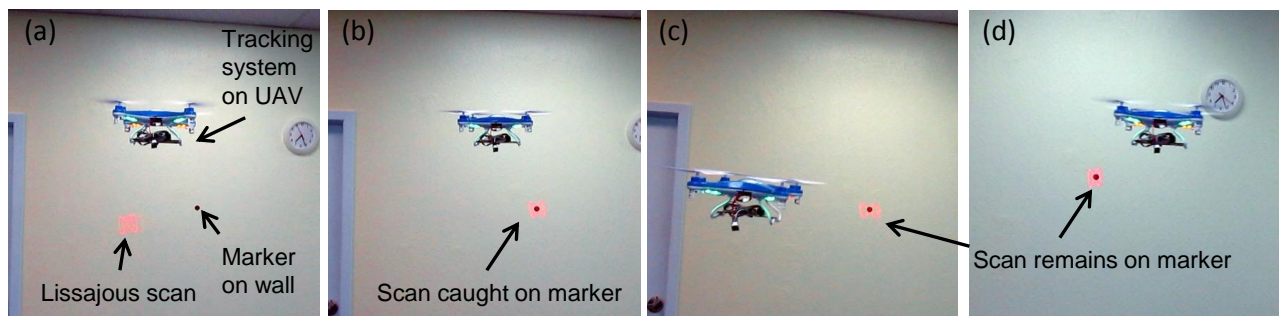 (a)
Tracking
system
on UAV
Lissajous scan
Marker
on wall
(b)
Scan caught on marker
(c)
(d)
Scan remains on marker